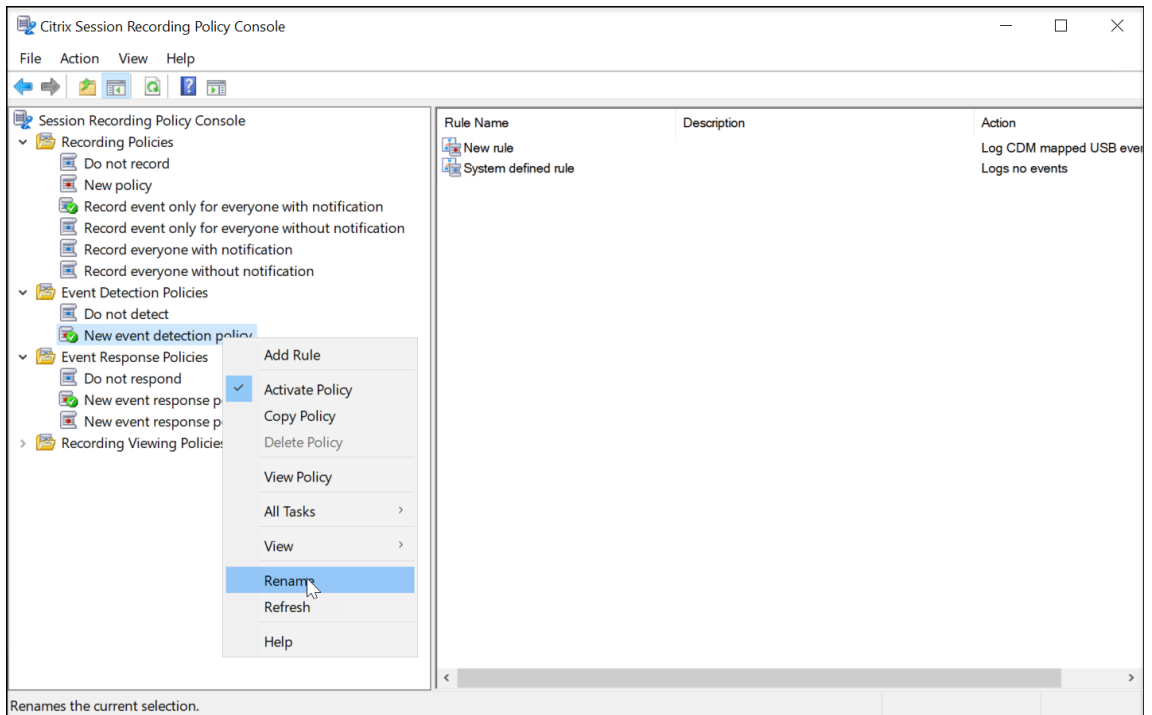 Citrix Session Recording Policy Console
File Action View Help
Session Recording Policy Console
Recording Policies
Do not record
New policy
Record event only for everyone with notification
Record event only for everyone without notification
Record everyone with notification
Record everyone without notification
Event Detection Policies
Do not detect
New event detection policy
Event Response Policies
Do not respond
New event response p
New event response p
Recording Viewing Policies
Add Rule
Activate Policy
Copy Policy
Delete Policy
View Policy
All Tasks
View
Rename
Refresh
Help
Rule Name Description Action
New rule Log CDM mapped USB eve
System defined rule Logs no events
Renames the current selection.